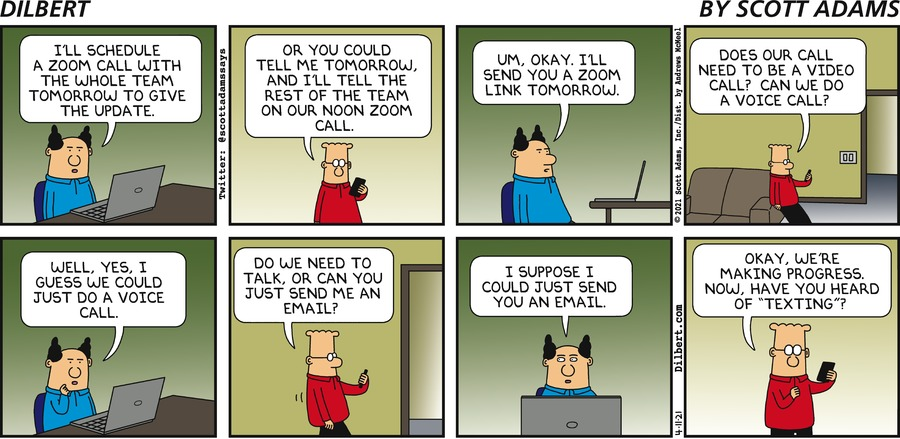 DILBERT
BY SCOTT ADAMS
I'LL SCHEDULE
A ZOOM CALL WITH
THE WHOLE TEAM
TOMORROW TO GIVE
THE UPDATE.
Twitter: @scottadamssays
OR YOU COULD
TELL ME TOMORROW,
AND I'LL TELL THE
REST OF THE TEAM
ON OUR NOON ZOOM
CALL.
UM, OKAY. I'LL
SEND YOU A ZOOM
LINK TOMORROW.
© 2021 Scott Adams, Inc./Dist. by Andrews McMeel
DOES OUR CALL
NEED TO BE A VIDEO
CALL? CAN WE DO
A VOICE CALL?
WELL, YES, I
GUESS WE COULD
JUST DO A VOICE
CALL.
DO WE NEED TO
TALK, OR CAN YOU
JUST SEND ME AN
EMAIL?
I SUPPOSE I
COULD JUST SEND
YOU AN EMAIL.
4-11-21 Dilbert.com
OKAY, WE'RE
MAKING PROGRESS.
NOW, HAVE YOU HEARD
OF "TEXTING"?